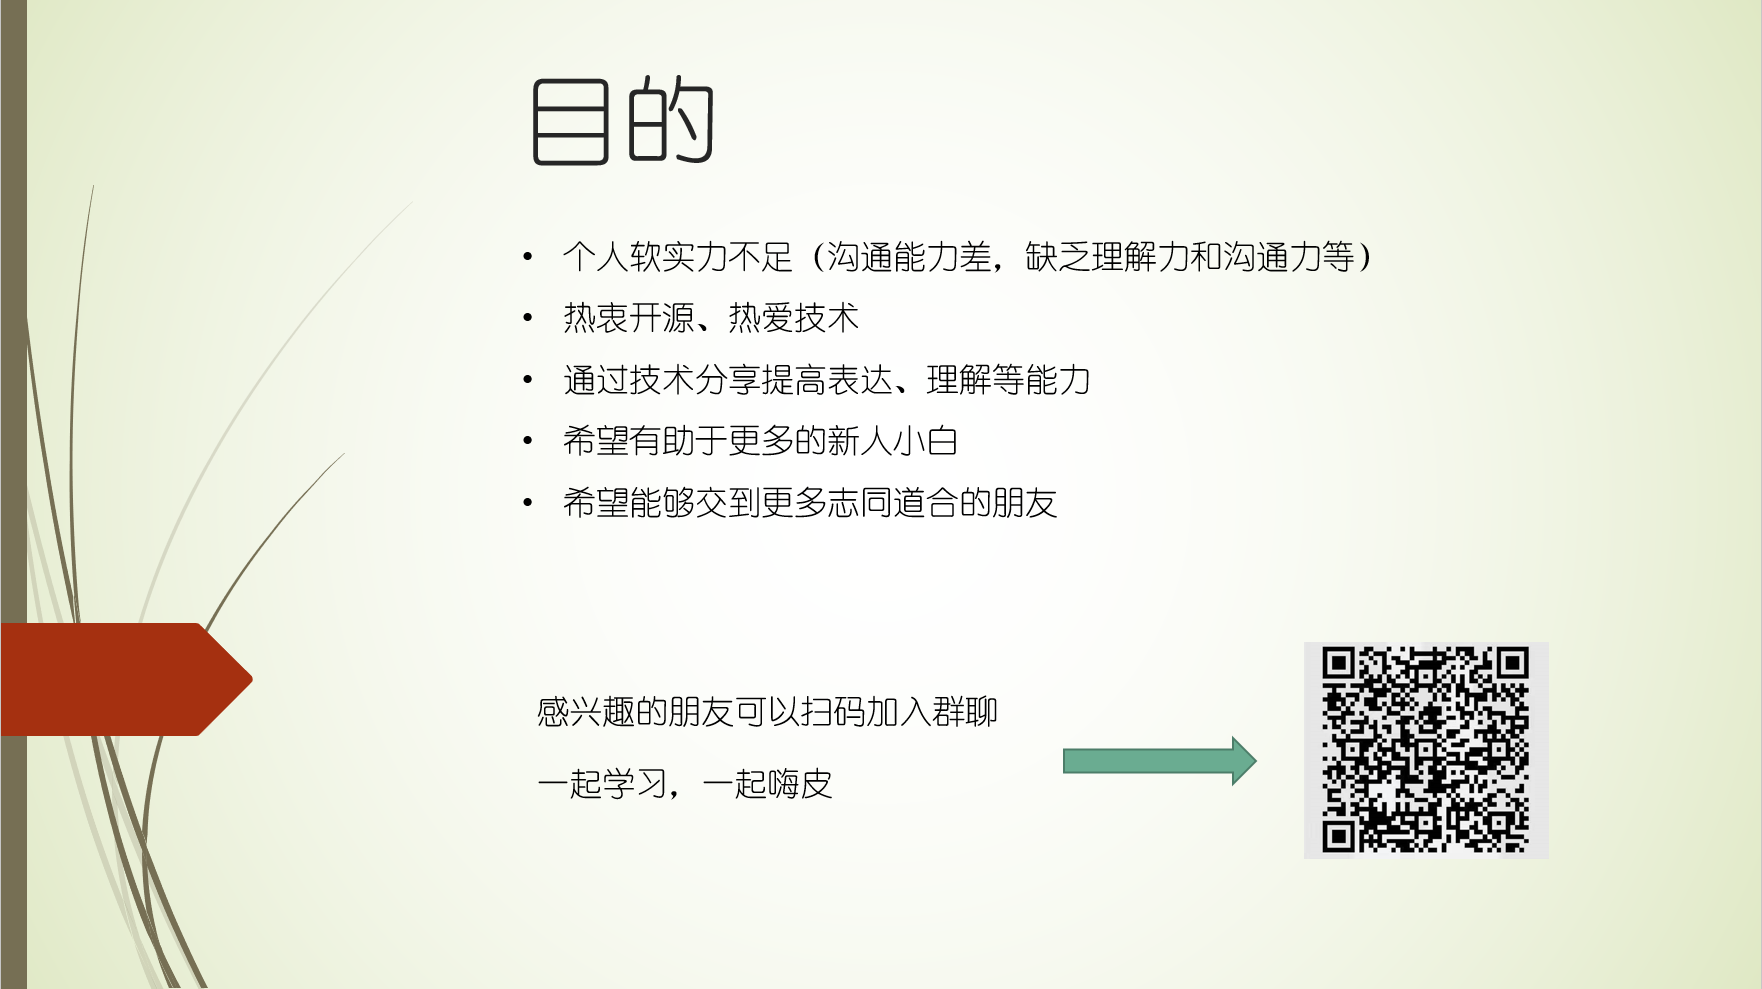 目的
• 个人软实力不足（沟通能力差，缺乏理解力和沟通力等）
• 热衷开源、热爱技术
• 通过技术分享提高表达、理解等能力
• 希望有助于更多的新人小白
• 希望能够交到更多志同道合的朋友
感兴趣的朋友可以扫码加入群聊
一起学习，一起嗨皮